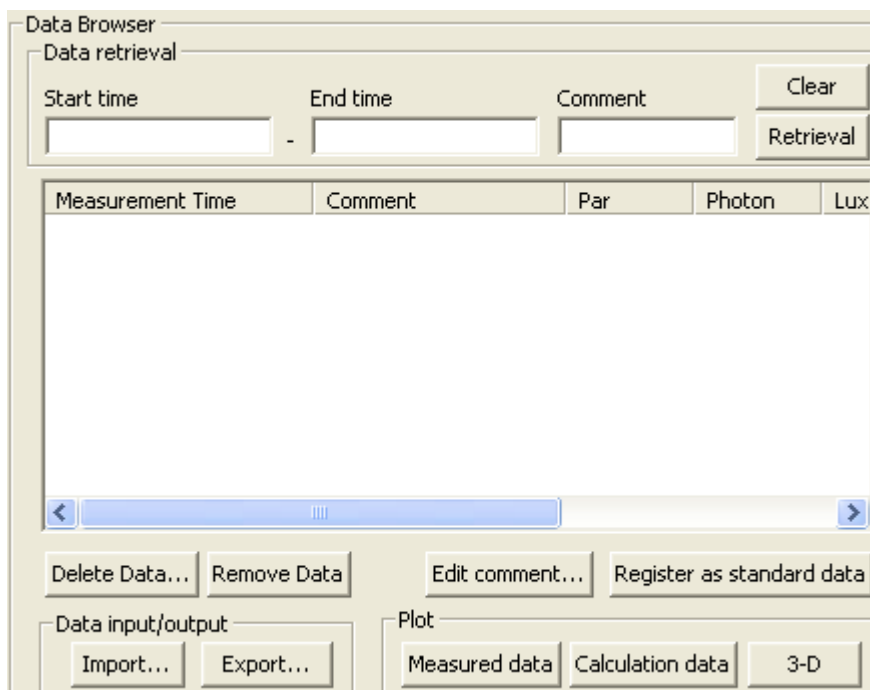 Data Browser
Data retrieval
Start time End time Comment Clear
- Retrieval
Measurement Time Comment Par Photon Lux
Delete Data... Remove Data Edit comment... Register as standard data
Data input/output Plot
Import... Export... Measured data Calculation data 3-D